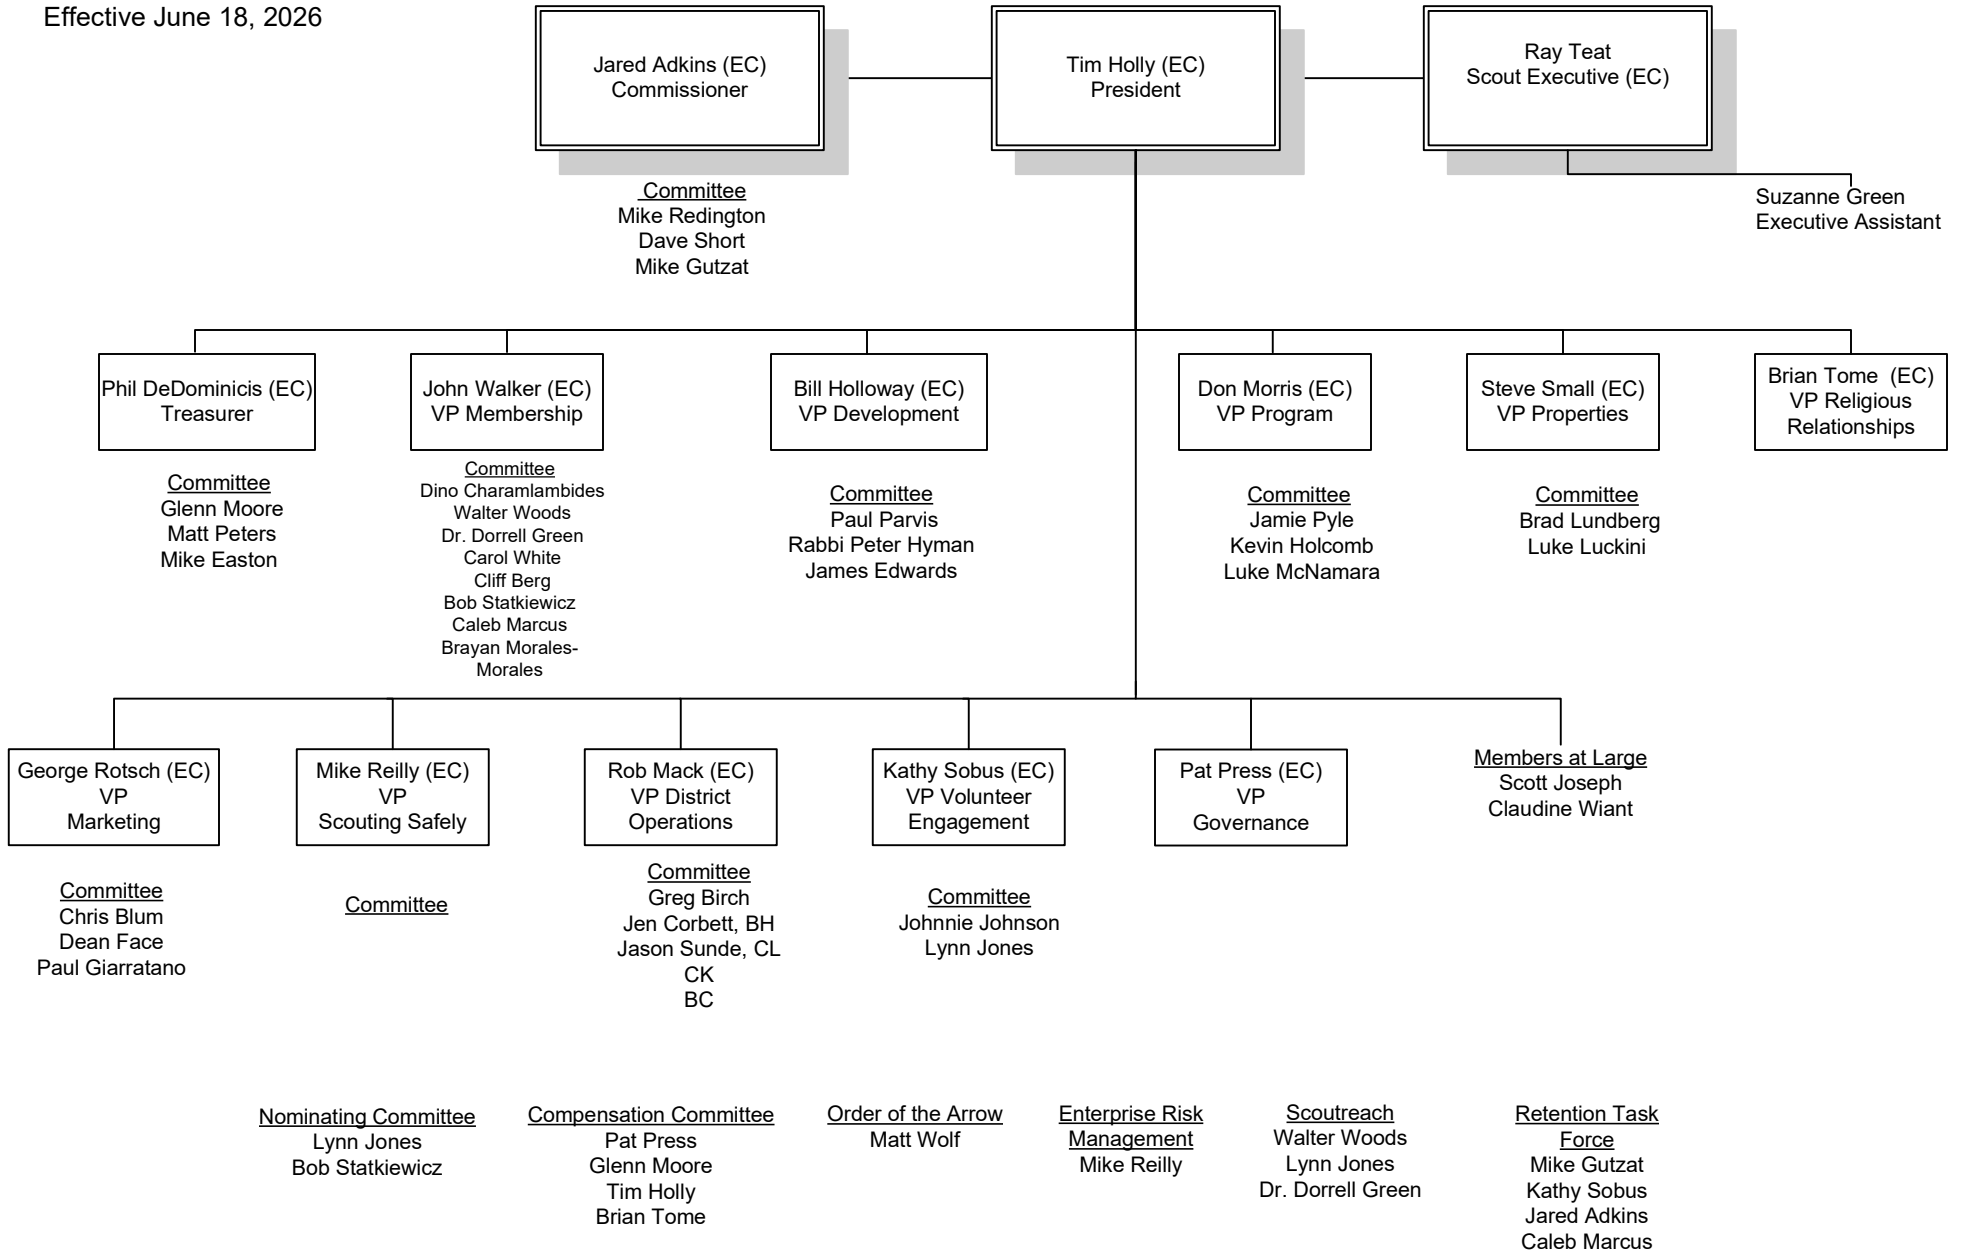 Effective June 18, 2026
Jared Adkins (EC)
Commissioner
Tim Holly (EC)
President
Ray Teat
Scout Executive (EC)
Committee
Mike Redington
Dave Short
Mike Gutzat
Suzanne Green
Executive Assistant
Phil DeDominicis (EC)
Treasurer
John Walker (EC)
VP Membership
Bill Holloway (EC)
VP Development
Don Morris (EC)
VP Program
Steve Small (EC)
VP Properties
Brian Tome  (EC)
VP Religious
Relationships
Committee
Glenn Moore
Matt Peters
Mike Easton
Committee
Dino Charamlambides
Walter Woods
Dr. Dorrell Green
Carol White
Cliff Berg
Bob Statkiewicz
Caleb Marcus
Brayan Morales-
Morales
Committee
Paul Parvis
Rabbi Peter Hyman
James Edwards
Committee
Jamie Pyle
Kevin Holcomb
Luke McNamara
Committee
Brad Lundberg
Luke Luckini
George Rotsch (EC)
VP
Marketing
Mike Reilly (EC)
VP
Scouting Safely
Rob Mack (EC)
VP District
Operations
Kathy Sobus (EC)
VP Volunteer
Engagement
Pat Press (EC)
VP
Governance
Members at Large
Scott Joseph
Claudine Wiant
Committee
Chris Blum
Dean Face
Paul Giarratano
Committee
Committee
Greg Birch
Jen Corbett, BH
Jason Sunde, CL
CK
BC
Committee
Johnnie Johnson
Lynn Jones
Nominating Committee
Lynn Jones
Bob Statkiewicz
Compensation Committee
Pat Press
Glenn Moore
Tim Holly
Brian Tome
Order of the Arrow
Matt Wolf
Enterprise Risk
Management
Mike Reilly
Scoutreach
Walter Woods
Lynn Jones
Dr. Dorrell Green
Retention Task
Force
Mike Gutzat
Kathy Sobus
Jared Adkins
Caleb Marcus